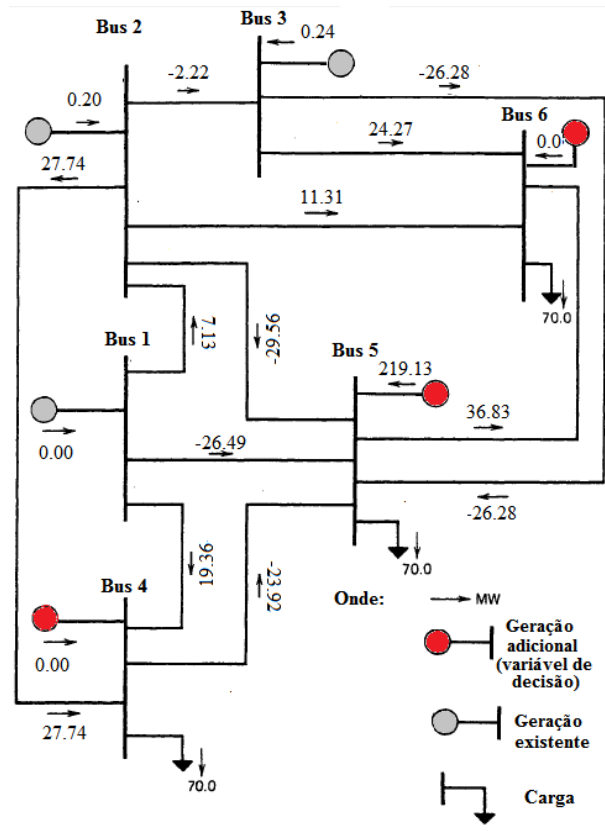 Bus 3
Bus 2
0.24
-2.22
-26.28
0.20
24.27
Bus 6
0.0
27.74
11.31
7.13
-29.56
70.0
Bus 1
Bus 5
219.13
36.83
0.00
-26.49
-26.28
19.36
-23.92
70.0
Bus 4
Onde:
MW
0.00
Geração
adicional
(variável de
decisão)
27.74
Geração
existente
70.0
Carga